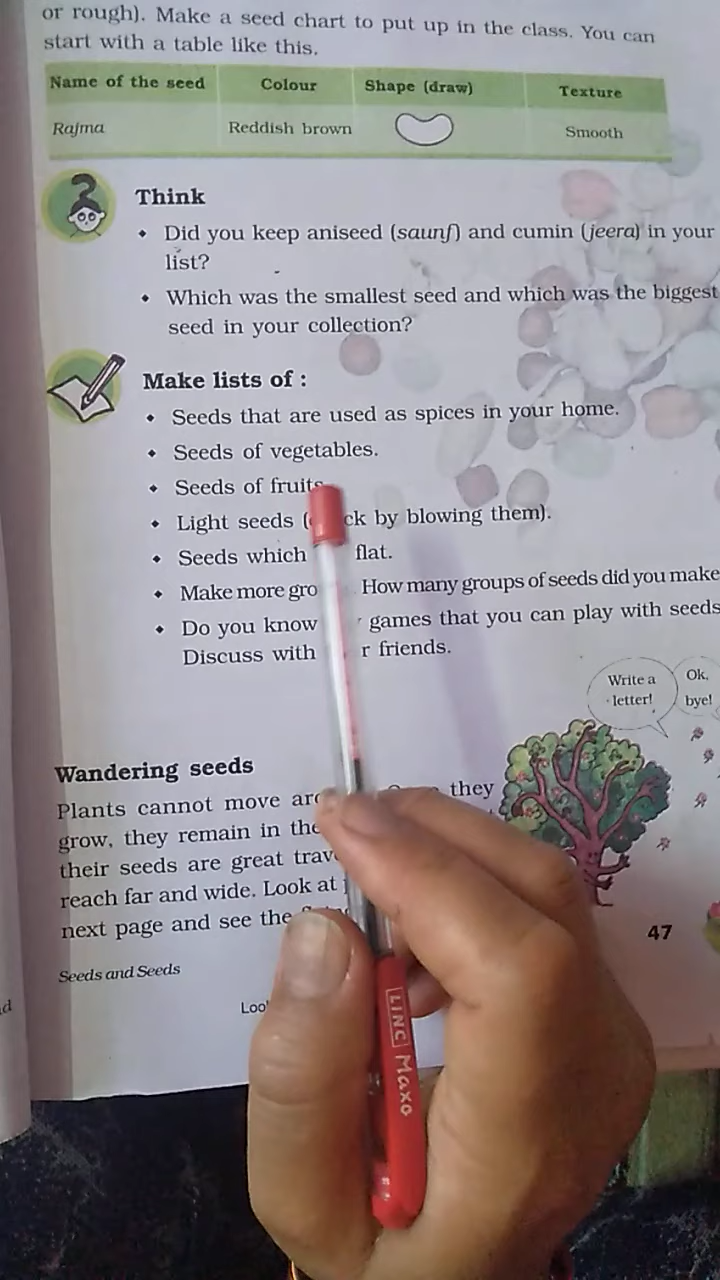 or rough). Make a seed chart to put up in the class. You can
start with a table like this.
Name of the seed Colour Shape (draw) Texture
Rajma Reddish brown Smooth
Think
• Did you keep aniseed (saunf) and cumin (jeera) in your
list?
• Which was the smallest seed and which was the biggest
seed in your collection?
Make lists of :
• Seeds that are used as spices in your home.
• Seeds of vegetables.
• Seeds of fruits
• Light seeds ( by blowing them).
• Seeds which flat.
• Make more How many groups of seeds did you make
• Do you know games that you can play with seeds
Discuss with friends.
Write a
letter!
Ok,
bye!
Wandering seeds
Plants cannot move they
grow, they remain in the
their seeds are great
reach far and wide. Look at
next page and see the
47
Seeds and Seeds
LINC Maxo